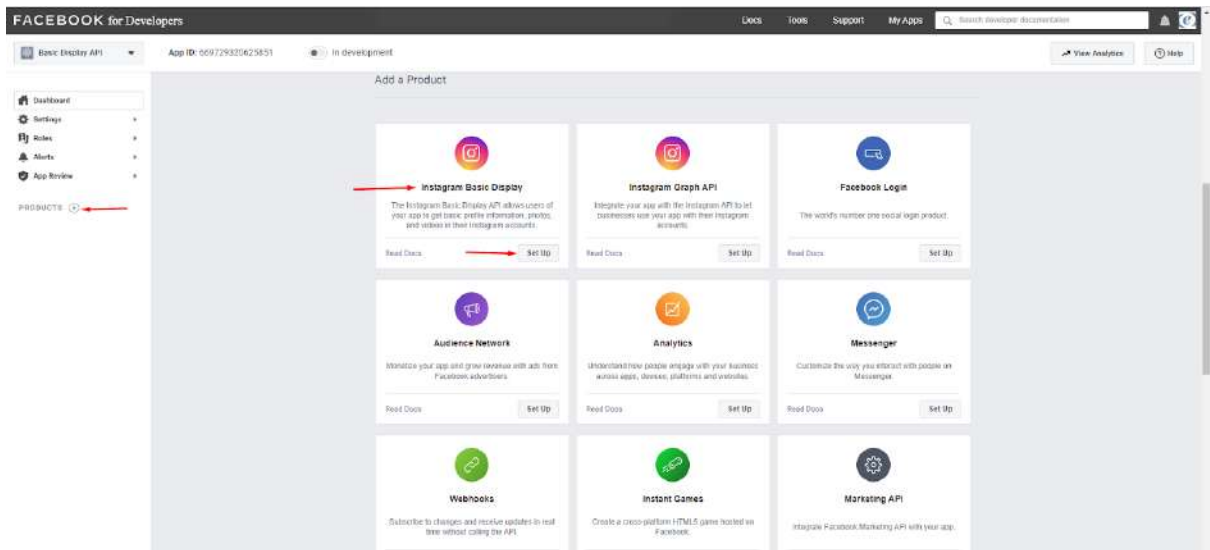 FACEBOOK for Developers
Docs
Tools
Support
My Apps
Search developer documentation
Basic Display API
App ID: 669729320625851
In development
View Analytics
Help
Dashboard
Settings
Roles
Alerts
App Review
PRODUCTS
Add a Product
Instagram Basic Display
The Instagram Basic Display API allows users of
your app to get basic profile information, photos,
and videos in their Instagram accounts.
Read Docs
Set Up
Instagram Graph API
Integrate your app with the Instagram API to let
businesses use your app with their Instagram
accounts.
Read Docs
Set Up
Facebook Login
The world's number one social login product.
Read Docs
Set Up
Audience Network
Monetize your app and grow revenue with ads from
Facebook advertisers.
Read Docs
Set Up
Analytics
Understand how people engage with your business
across apps, devices, platforms and websites.
Read Docs
Set Up
Messenger
Customize the way you interact with people on
Messenger.
Read Docs
Set Up
Webhooks
Subscribe to changes and receive updates in real
time without calling the API.
Instant Games
Create a cross-platform HTML5 game hosted on
Facebook.
Marketing API
Integrate Facebook Marketing API with your app.